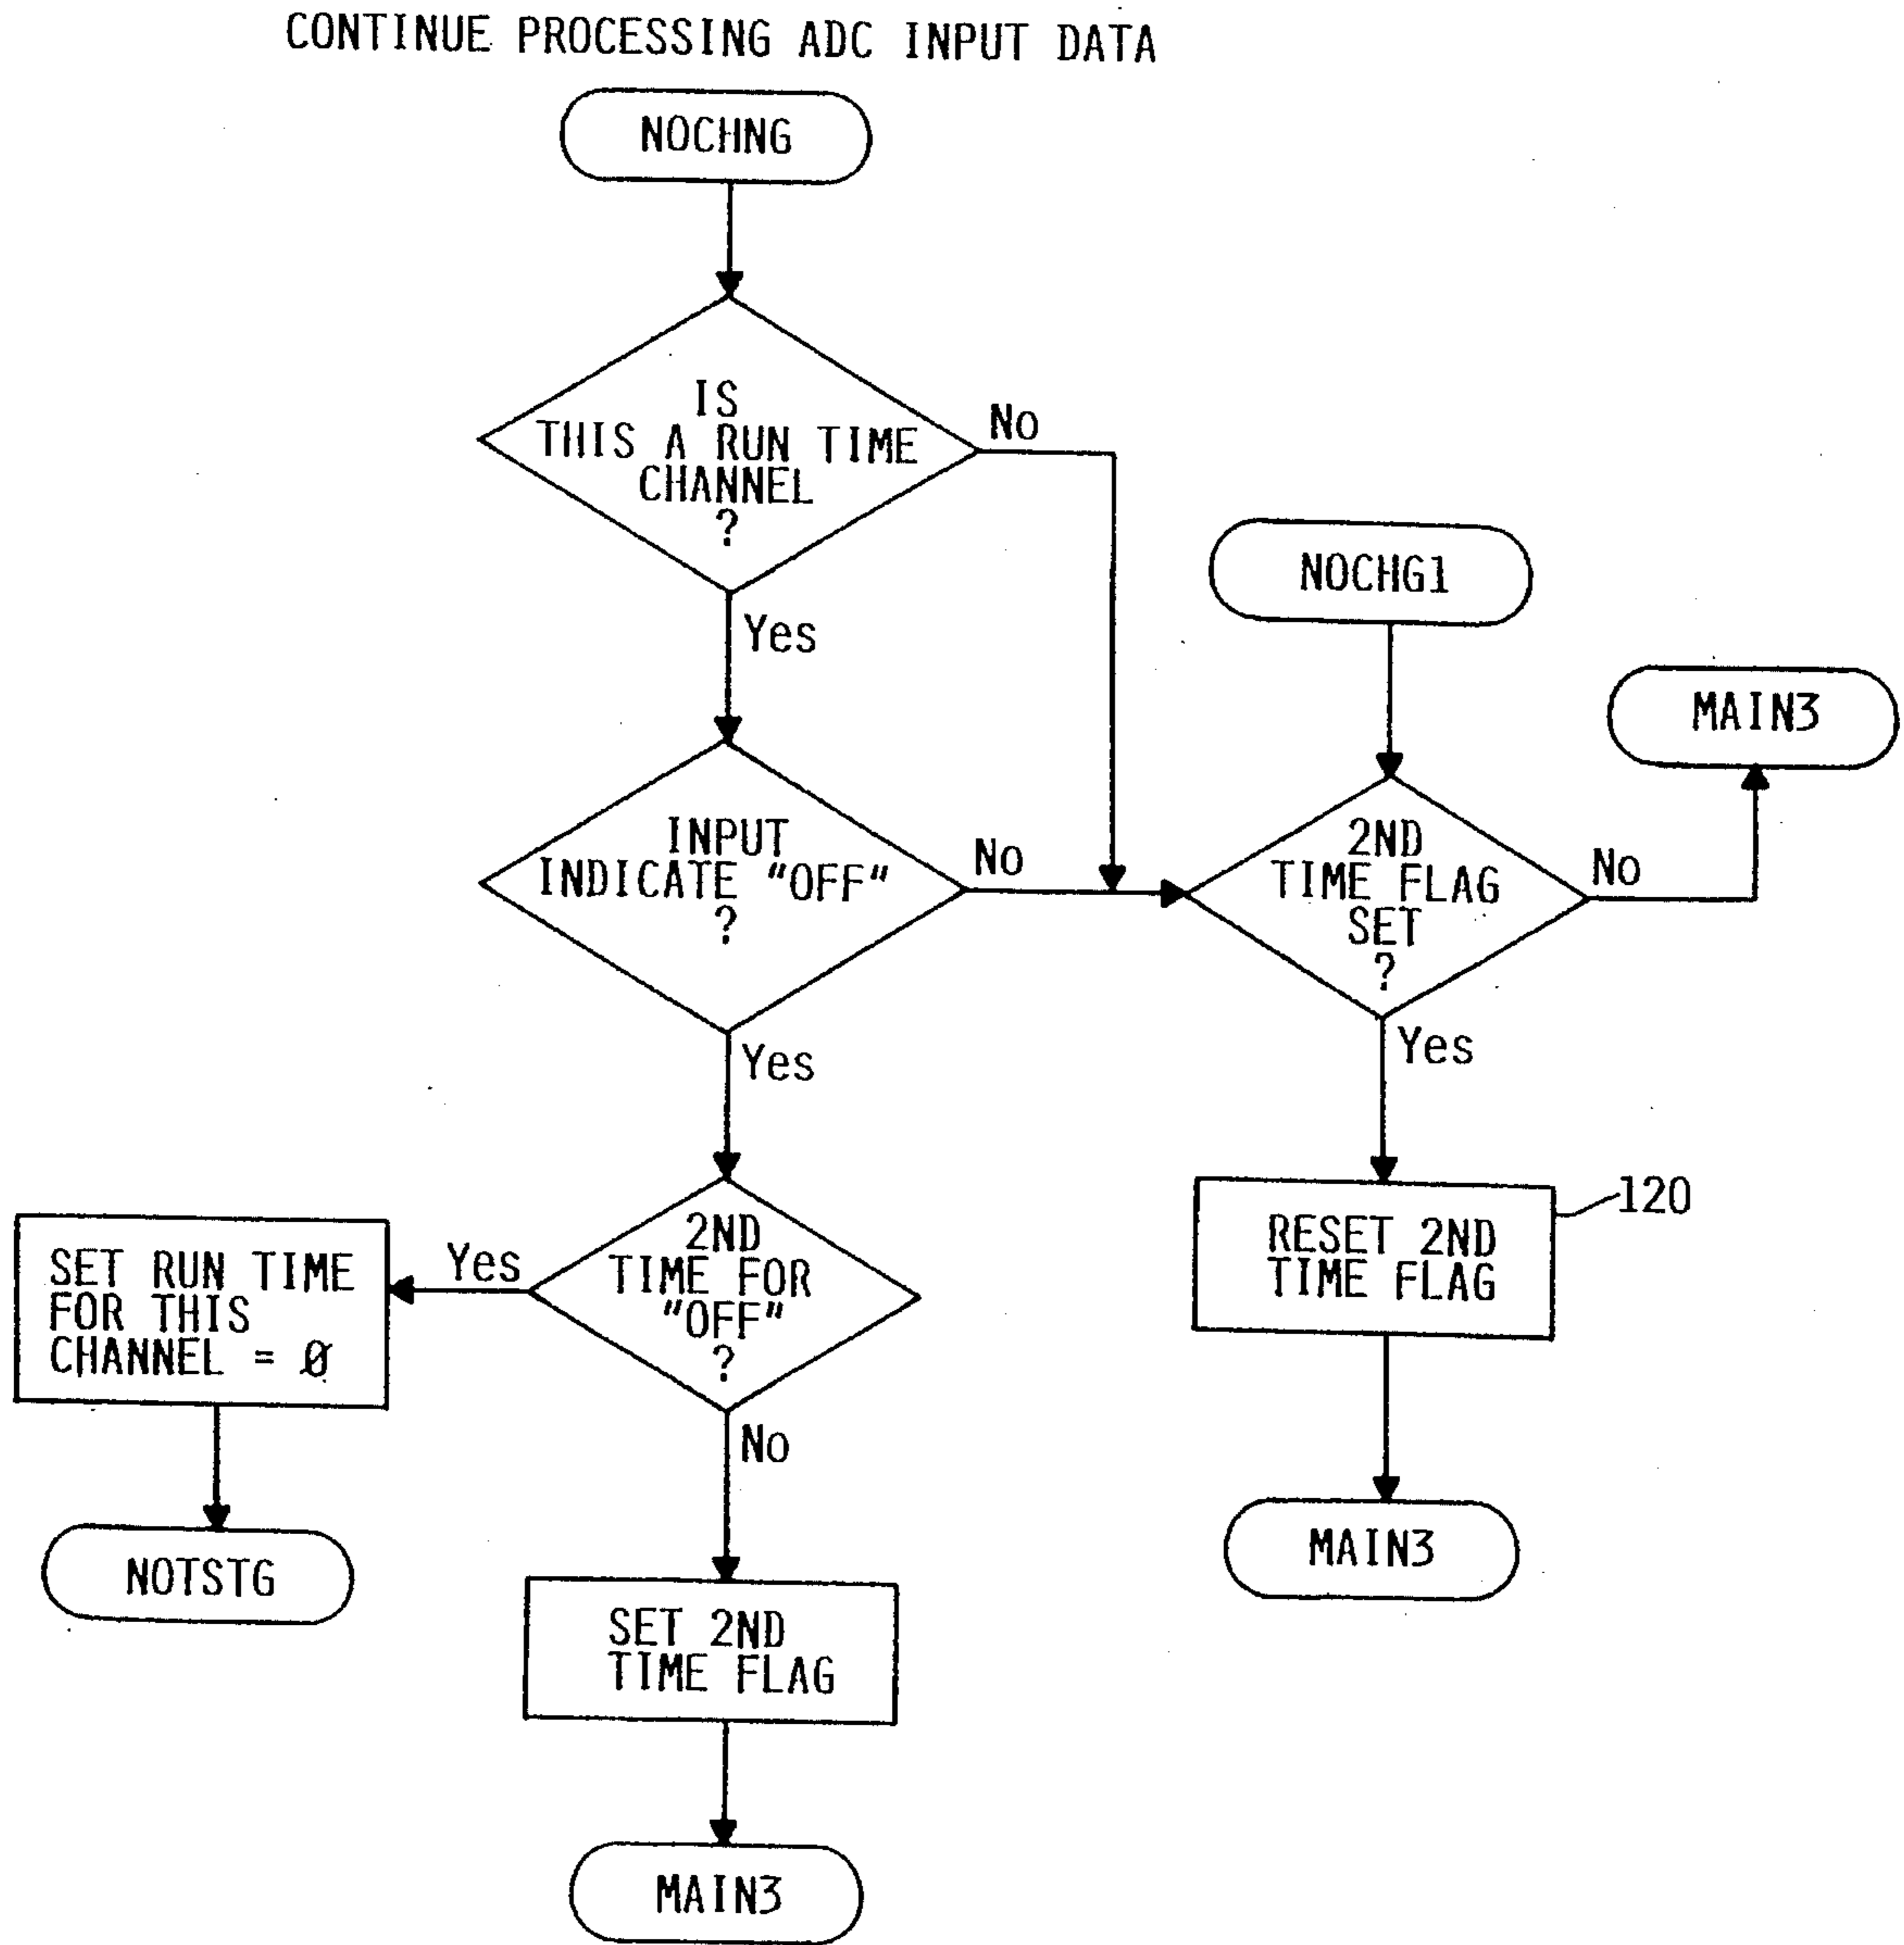 CONTINUE PROCESSING ADC INPUT DATA
NOCHNG
IS
THIS A RUN TIME
CHANNEL
?
No
Yes
NOCHG1
MAIN3
INPUT
INDICATE "OFF"
?
No
Yes
2ND
TIME FLAG
SET
?
No
Yes
2ND
TIME FOR
"OFF"
?
Yes
No
SET RUN TIME
FOR THIS
CHANNEL = Ø
NOTSTG
RESET 2ND
TIME FLAG
120
MAIN3
SET 2ND
TIME FLAG
MAIN3